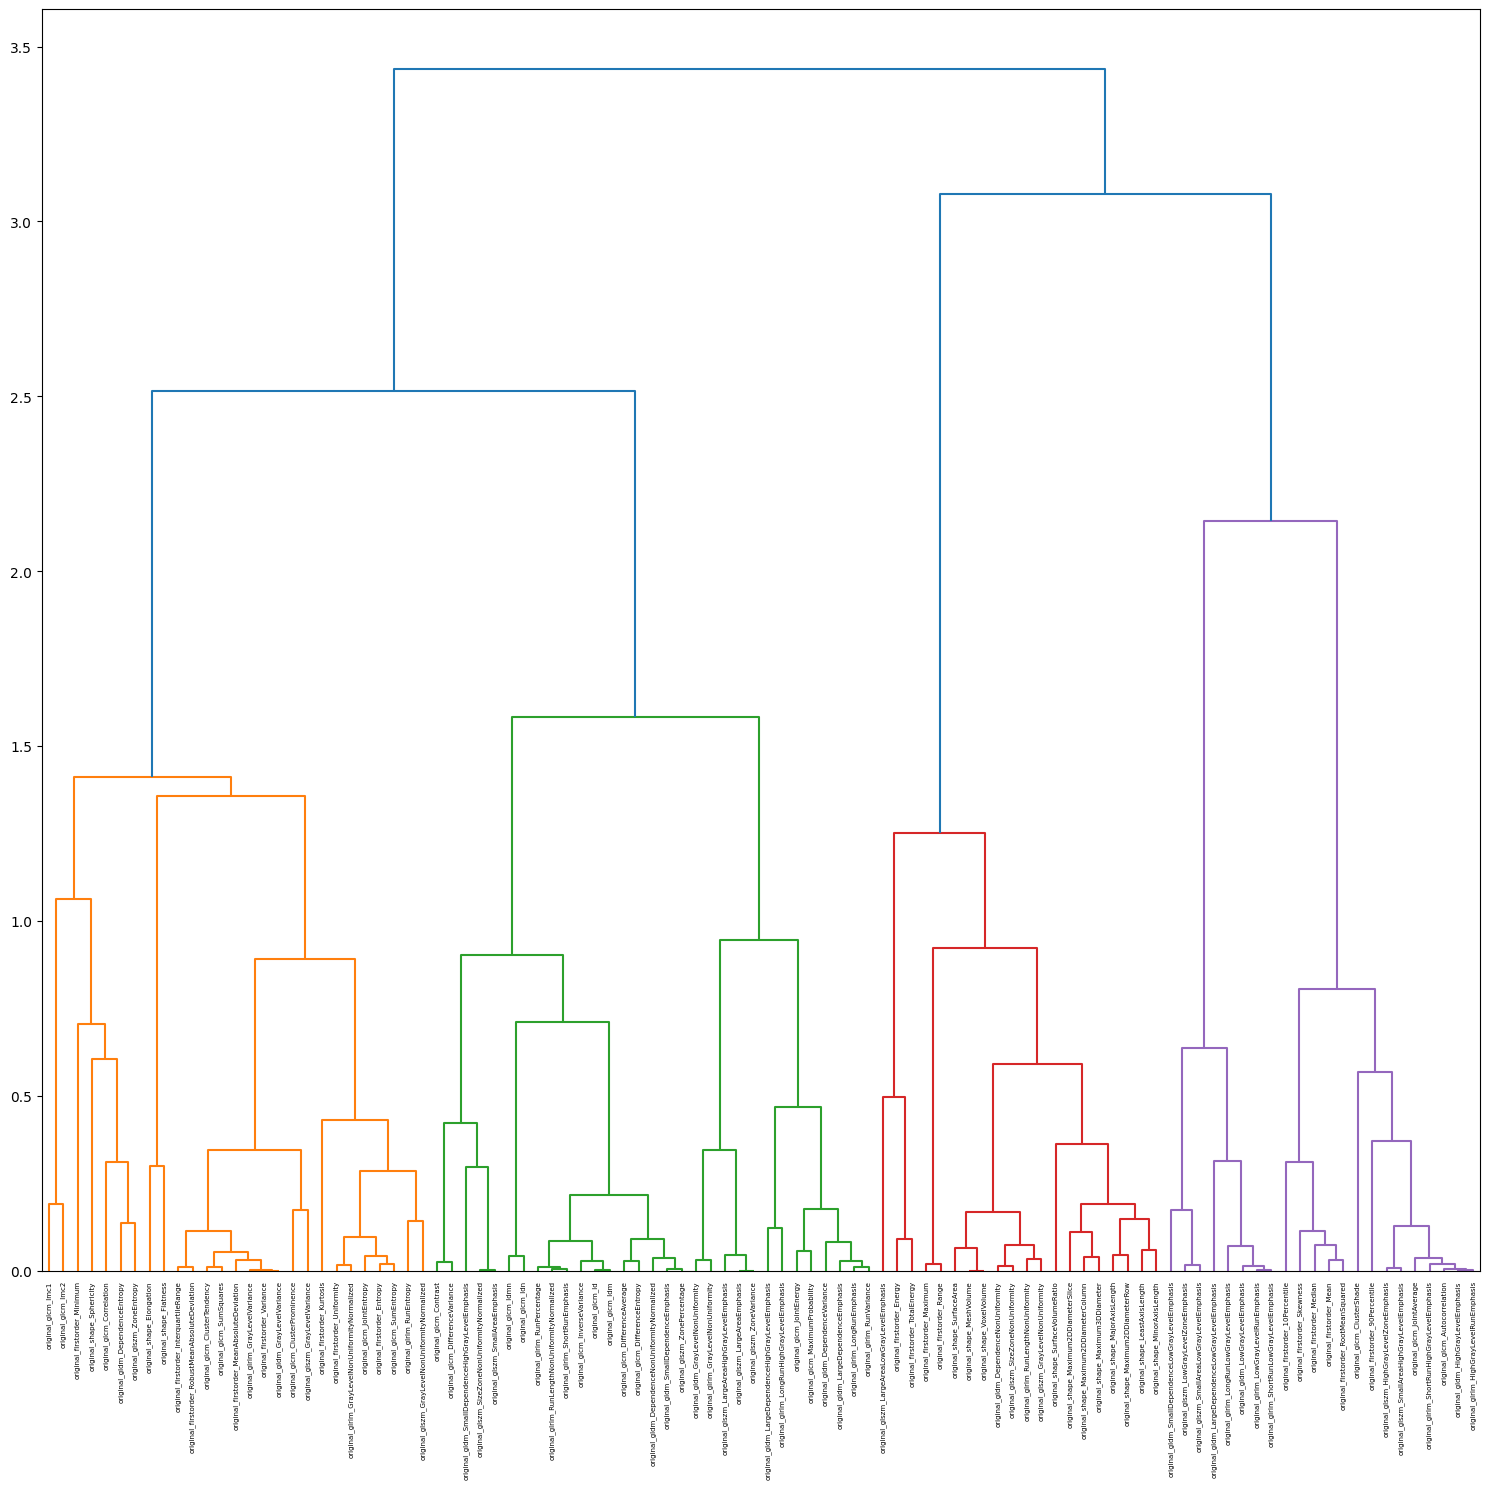 3.5
3.0
2.5
2.0
1.5
1.0
0.5
0.0
original_glcm_Imc1
original_glcm_Imc2
original_firstorder_Minimum
original_shape_Sphericity
original_glcm_Correlation
original_gldm_DependenceEntropy
original_glszm_ZoneEntropy
original_shape_Elongation
original_shape_Flatness
original_firstorder_InterquartileRange
original_firstorder_RobustMeanAbsoluteDeviation
original_glcm_ClusterTendency
original_glcm_SumSquares
original_firstorder_MeanAbsoluteDeviation
original_glrlm_GrayLevelVariance
original_firstorder_Variance
original_gldm_GrayLevelVariance
original_glcm_ClusterProminence
original_glszm_GrayLevelVariance
original_firstorder_Kurtosis
original_firstorder_Uniformity
original_glrlm_GrayLevelNonUniformityNormalized
original_glcm_JointEntropy
original_firstorder_Entropy
original_glcm_SumEntropy
original_glrlm_RunEntropy
original_glszm_GrayLevelNonUniformityNormalized
original_glcm_Contrast
original_glcm_DifferenceVariance
original_gldm_SmallDependenceHighGrayLevelEmphasis
original_glszm_SizeZoneNonUniformityNormalized
original_glszm_SmallAreaEmphasis
original_glcm_Idmn
original_glcm_Idn
original_glrlm_RunPercentage
original_glrlm_RunLengthNonUniformityNormalized
original_glrlm_ShortRunEmphasis
original_glcm_InverseVariance
original_glcm_Id
original_glcm_Idm
original_glcm_DifferenceAverage
original_glcm_DifferenceEntropy
original_gldm_DependenceNonUniformityNormalized
original_gldm_SmallDependenceEmphasis
original_glszm_ZonePercentage
original_gldm_GrayLevelNonUniformity
original_glrlm_GrayLevelNonUniformity
original_glszm_LargeAreaHighGrayLevelEmphasis
original_glszm_LargeAreaEmphasis
original_glszm_ZoneVariance
original_gldm_LargeDependenceHighGrayLevelEmphasis
original_glrlm_LongRunHighGrayLevelEmphasis
original_glcm_JointEnergy
original_glcm_MaximumProbability
original_gldm_DependenceVariance
original_gldm_LargeDependenceEmphasis
original_glrlm_LongRunEmphasis
original_glrlm_RunVariance
original_glszm_LargeAreaLowGrayLevelEmphasis
original_firstorder_Energy
original_firstorder_TotalEnergy
original_firstorder_Maximum
original_firstorder_Range
original_shape_SurfaceArea
original_shape_MeshVolume
original_shape_VoxelVolume
original_gldm_DependenceNonUniformity
original_glszm_SizeZoneNonUniformity
original_glrlm_RunLengthNonUniformity
original_glszm_GrayLevelNonUniformity
original_shape_SurfaceVolumeRatio
original_shape_Maximum2DDiameterSlice
original_shape_Maximum2DDiameterColumn
original_shape_Maximum3DDiameter
original_shape_MajorAxisLength
original_shape_Maximum2DDiameterRow
original_shape_LeastAxisLength
original_shape_MinorAxisLength
original_gldm_SmallDependenceLowGrayLevelEmphasis
original_glszm_LowGrayLevelZoneEmphasis
original_glszm_SmallAreaLowGrayLevelEmphasis
original_gldm_LargeDependenceLowGrayLevelEmphasis
original_glrlm_LongRunLowGrayLevelEmphasis
original_gldm_LowGrayLevelEmphasis
original_glrlm_LowGrayLevelRunEmphasis
original_glrlm_ShortRunLowGrayLevelEmphasis
original_firstorder_10Percentile
original_firstorder_Skewness
original_firstorder_Median
original_firstorder_Mean
original_firstorder_RootMeanSquared
original_glcm_ClusterShade
original_firstorder_90Percentile
original_glszm_HighGrayLevelZoneEmphasis
original_glszm_SmallAreaHighGrayLevelEmphasis
original_glcm_JointAverage
original_glrlm_ShortRunHighGrayLevelEmphasis
original_glcm_Autocorrelation
original_gldm_HighGrayLevelEmphasis
original_glrlm_HighGrayLevelRunEmphasis